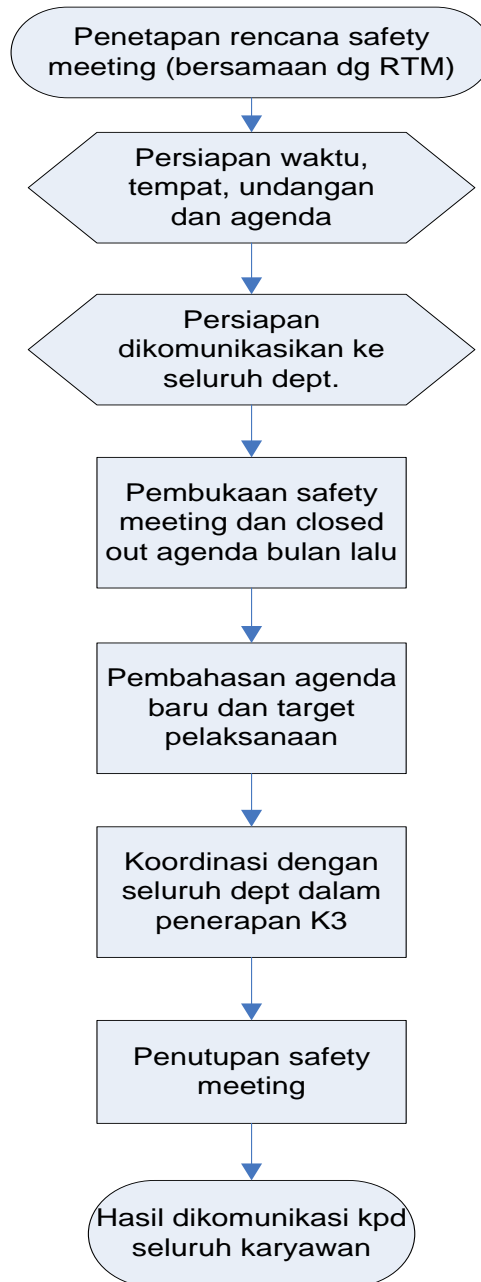 Penetapan rencana safety
meeting (bersamaan dg RTM)
Persiapan waktu,
tempat, undangan
dan agenda
Persiapan
dikomunikasikan ke
seluruh dept.
Pembukaan safety
meeting dan closed
out agenda bulan lalu
Pembahasan agenda
baru dan target
pelaksanaan
Koordinasi dengan
seluruh dept dalam
penerapan K3
Penutupan safety
meeting
Hasil dikomunikasi kpd
seluruh karyawan